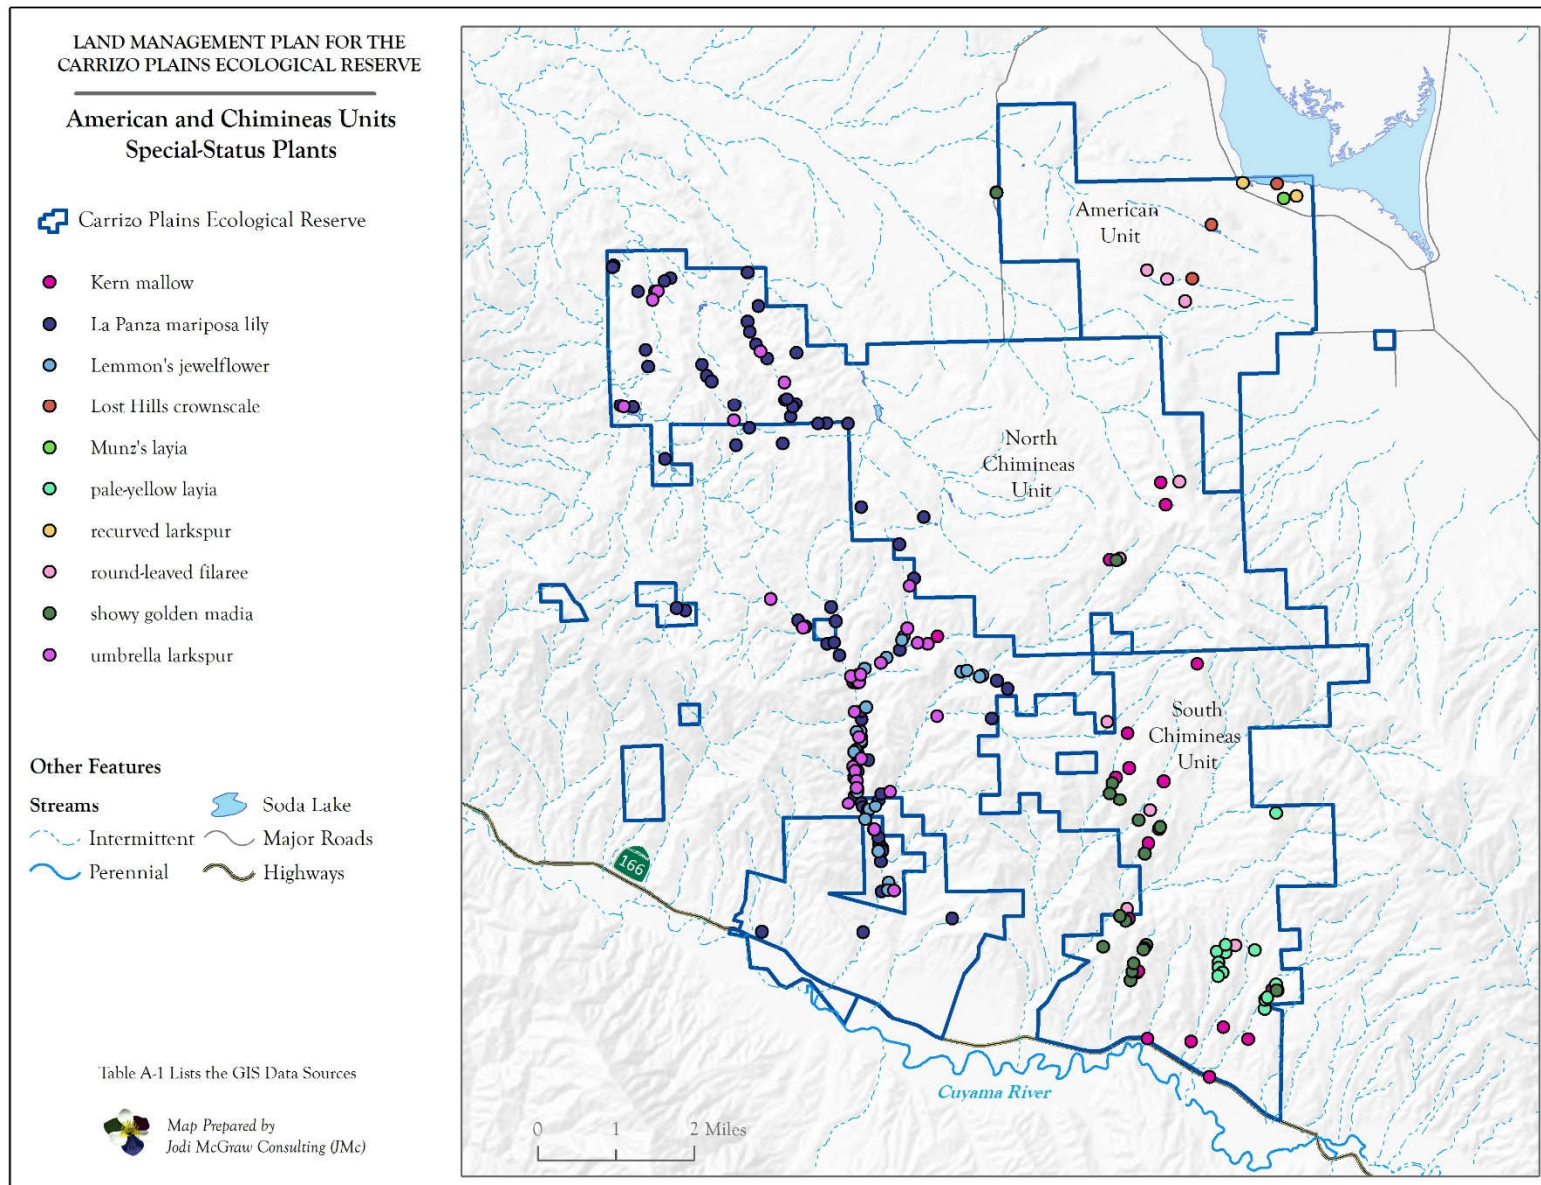 LAND MANAGEMENT PLAN FOR THE
CARRIZO PLAINS ECOLOGICAL RESERVE
American and Chimineas Units
Special-Status Plants
Carrizo Plains Ecological Reserve
Kern mallow
La Panza mariposa lily
Lemmon's jewelflower
Lost Hills crownscale
Munz's layia
pale-yellow layia
recurved larkspur
round-leaved filaree
showy golden madia
umbrella larkspur
Other Features
Streams
Soda Lake
Intermittent
Major Roads
Perennial
Highways
Table A-1 Lists the GIS Data Sources
Map Prepared by
Jodi McGraw Consulting (JMc)
American
Unit
North
Chimineas
Unit
South
Chimineas
Unit
CALIFORNIA
166
Cuyama River
0 1 2 Miles